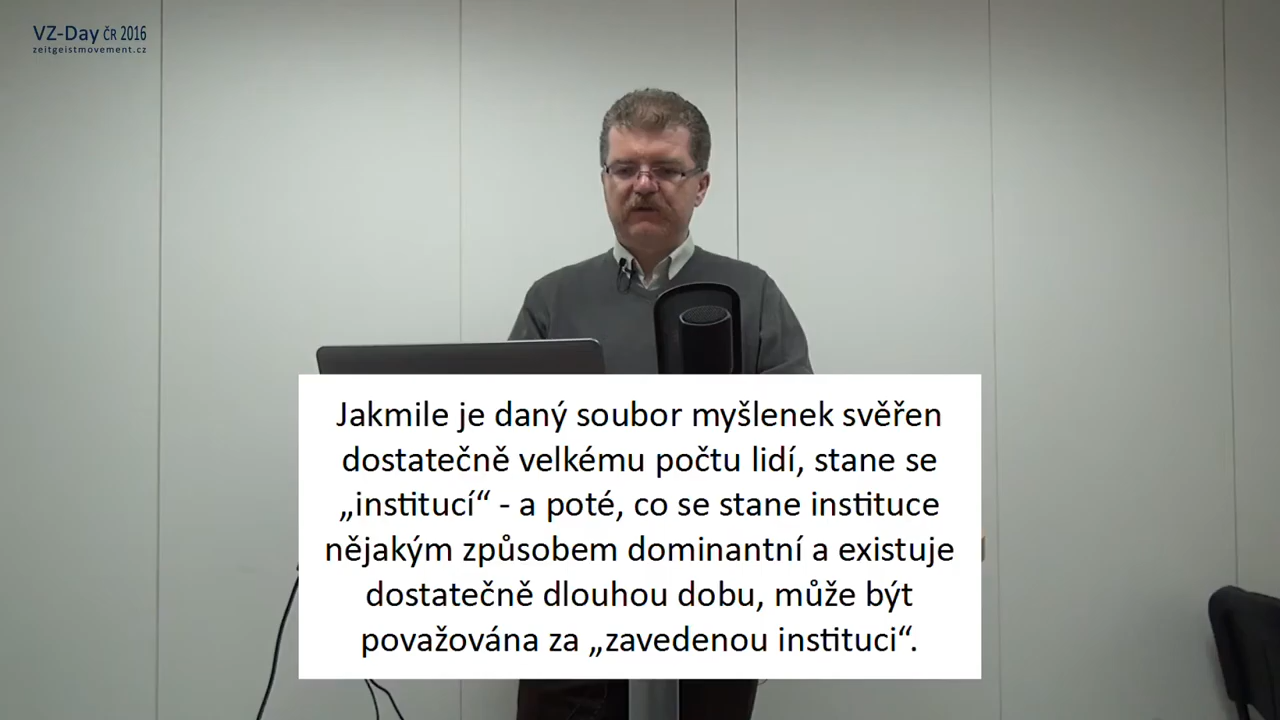 VZ-Day ČR 2016
zeitgeistmovement.cz
Jakmile je daný soubor myšlenek svěřen
dostatečně velkému počtu lidí, stane se
„institucí“ - a poté, co se stane instituce
nějakým způsobem dominantní a existuje
dostatečně dlouhou dobu, může být
považována za „zavedenou instituci“.